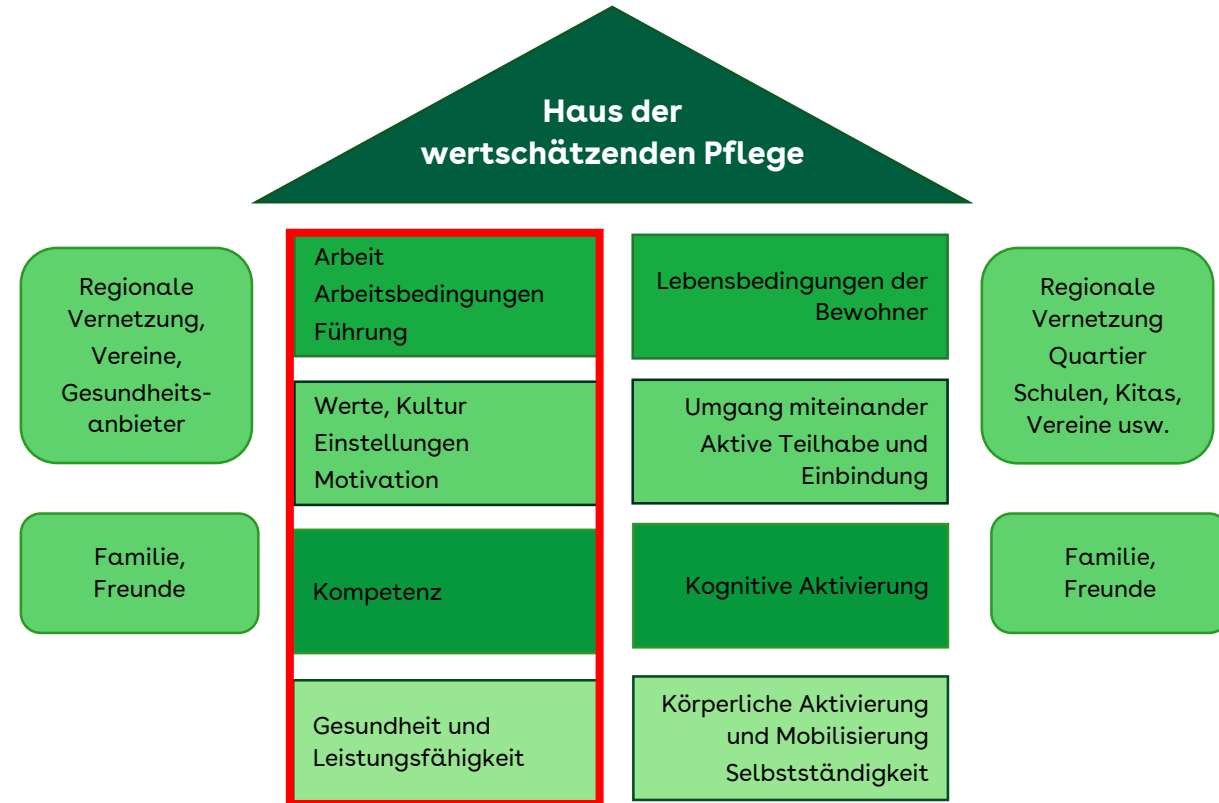 Haus der
wertschätzenden Pflege
Regionale
Vernetzung,
Vereine,
Gesundheits-
anbieter
Familie,
Freunde
Arbeit
Arbeitsbedingungen
Führung
Werte, Kultur
Einstellungen
Motivation
Kompetenz
Gesundheit und
Leistungsfähigkeit
Lebensbedingungen der
Bewohner
Umgang miteinander
Aktive Teilhabe und
Einbindung
Kognitive Aktivierung
Körperliche Aktivierung
und Mobilisierung
Selbstständigkeit
Regionale
Vernetzung
Quartier
Schulen, Kitas,
Vereine usw.
Familie,
Freunde